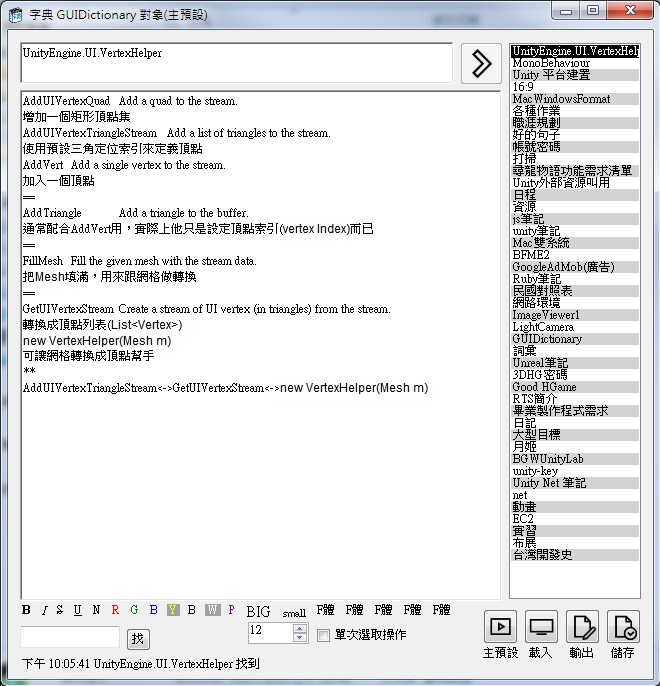 字典 GUIDictionary 對象(主預設)
UnityEngine.UI.VertexHelper
AddUIVertexQuad Add a quad to the stream.
增加一個矩形頂點集
AddUIVertexTriangleStream Add a list of triangles to the stream.
使用預設三角定位索引來定義頂點
AddVert Add a single vertex to the stream.
加入一個頂點
==
AddTriangle Add a triangle to the buffer.
通常配合AddVert用，實際上他只是設定頂點索引(vertex Index)而已
==
FillMesh Fill the given mesh with the stream data.
把Mesh填滿，用來跟網格做轉換
==
GetUIVertexStream Create a stream of UI vertex (in triangles) from the stream.
轉換成頂點列表(List<Vertex>)
new VertexHelper(Mesh m)
可讓網格轉換成頂點幫手
**
AddUIVertexTriangleStream<->GetUIVertexStream<->new VertexHelper(Mesh m)
UnityEngine.UI.VertexHelp
MonoBehaviour
Unity 平台建置
16:9
MacWindowsFormat
各種作業
職涯規劃
好的句子
帳號密碼
打掃
尋龍物語功能需求清單
Unity外部資源叫用
日程
資源
js筆記
unity筆記
Mac雙系統
BFME2
GoogleAdMob(廣告)
Ruby筆記
民國對照表
網路環境
ImageViewer1
LightCamera
GUIDictionary
詞彙
Unreal筆記
3DHG密碼
Good HGame
RTS簡介
畢業製作程式需求
日記
大型目標
月姬
BGWUnityLab
unity-key
Unity Net 筆記
net
動畫
EC2
實習
布展
台灣開發史
B I S U N R G B Y B W P BIG small F體 F體 F體 F體 F體
找
12
單次選取操作
主預設 載入 輸出 儲存
下午 10:05:41 UnityEngine.UI.VertexHelper 找到